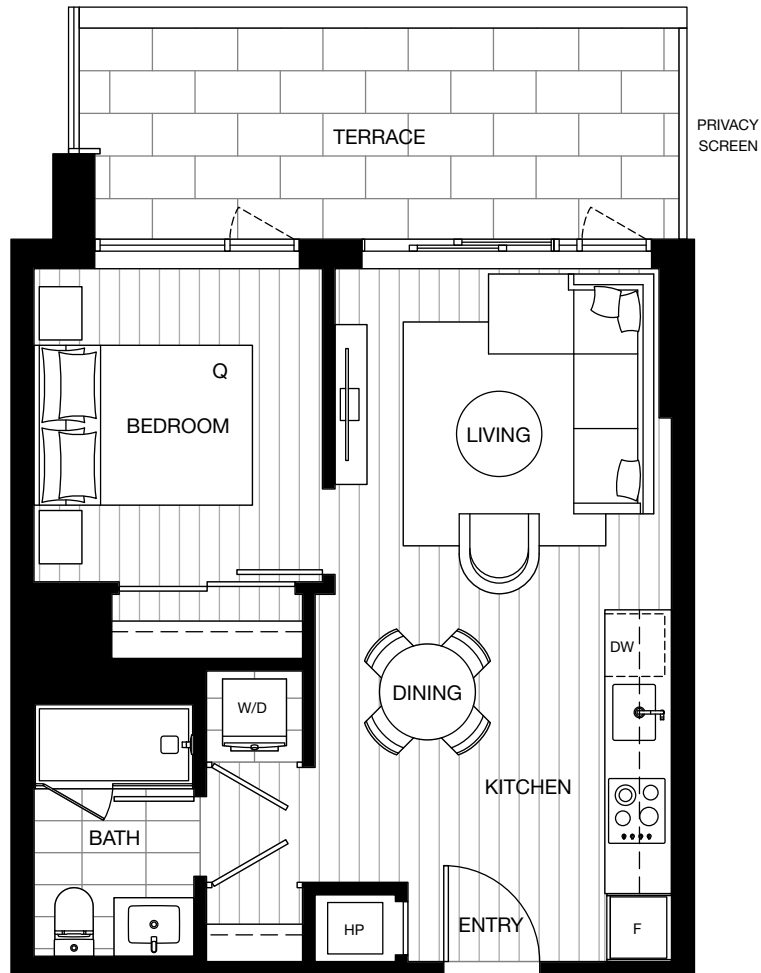 TERRACE
PRIVACY
SCREEN
Q
BEDROOM
LIVING
DW
W/D
DINING
KITCHEN
BATH
HP
ENTRY
F